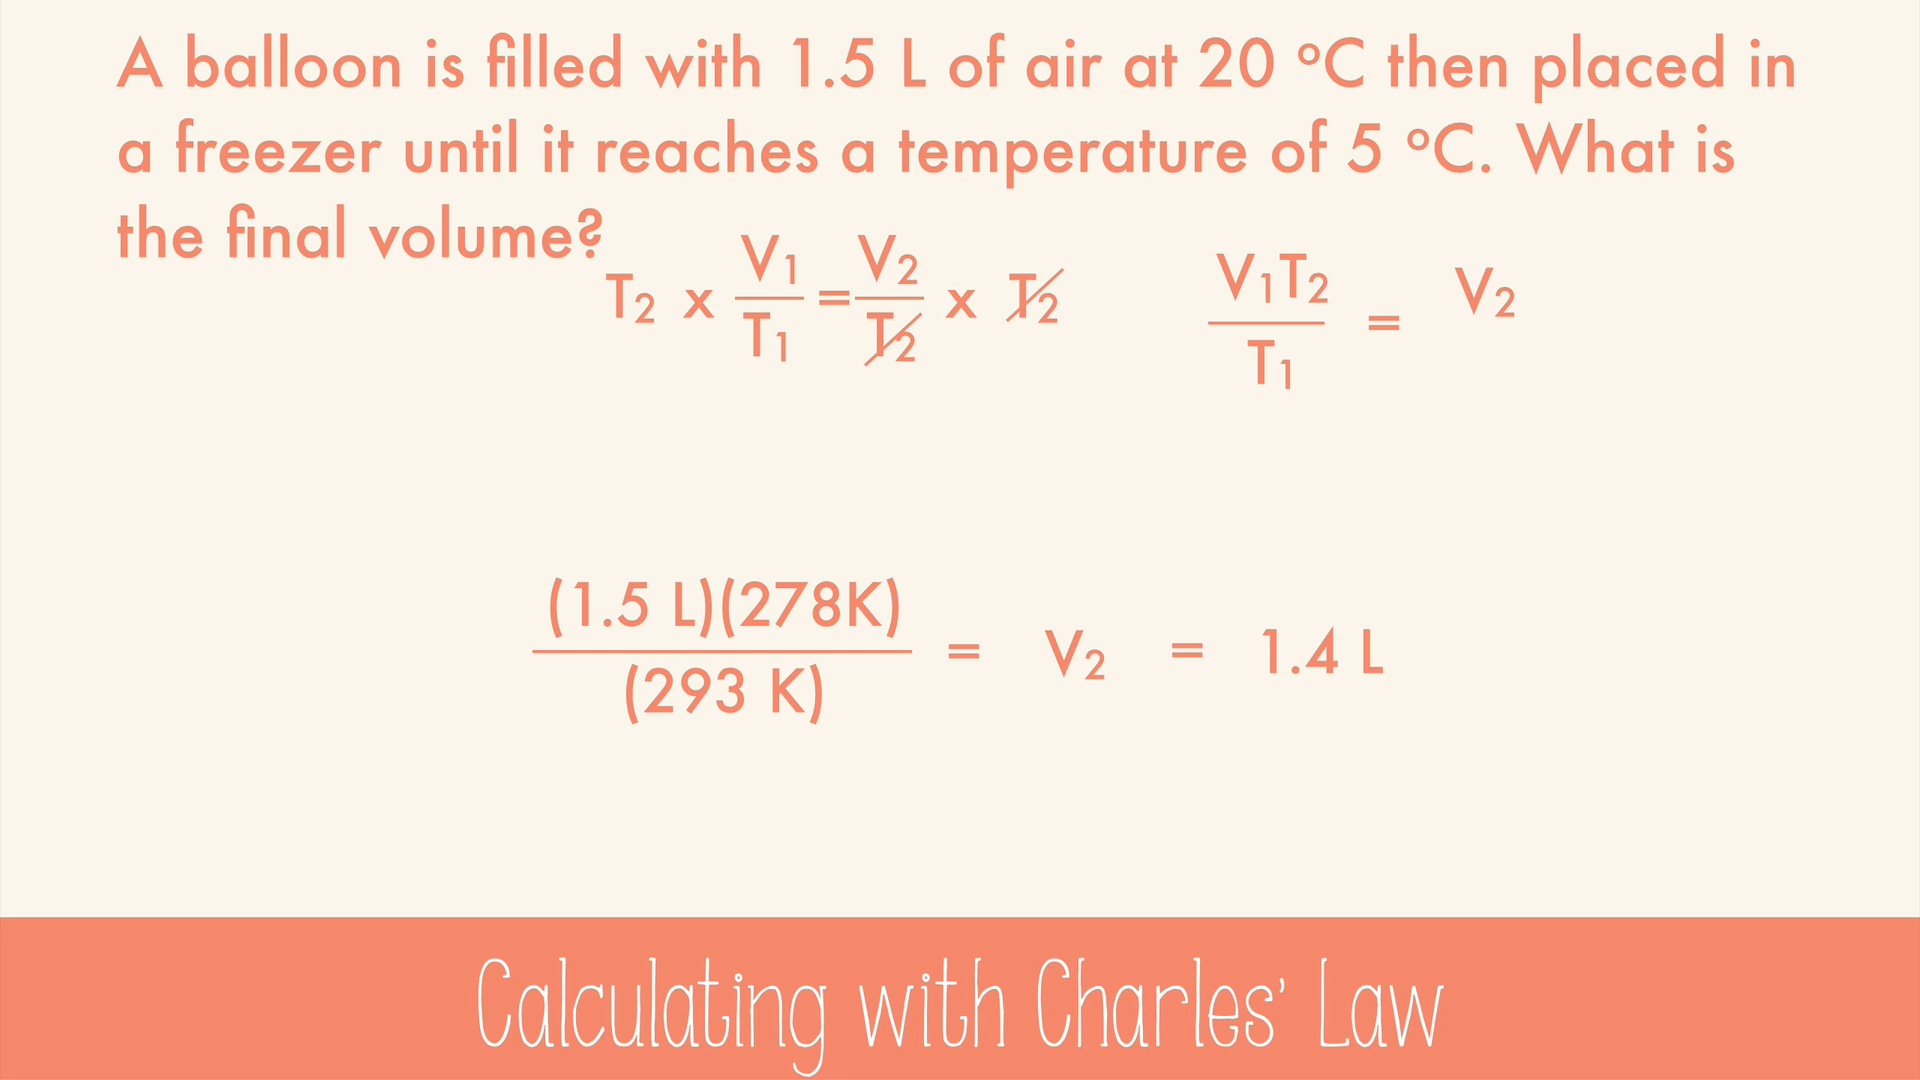 A balloon is filled with 1.5 L of air at 20 °C then placed in
a freezer until it reaches a temperature of 5 °C. What is
the final volume?
T₂ x V₁/T₁ = V₂/T₂ x T₂
V₁T₂/T₁ = V₂
(1.5 L)(278K)/(293 K) = V₂ = 1.4 L
Calculating with Charles' Law